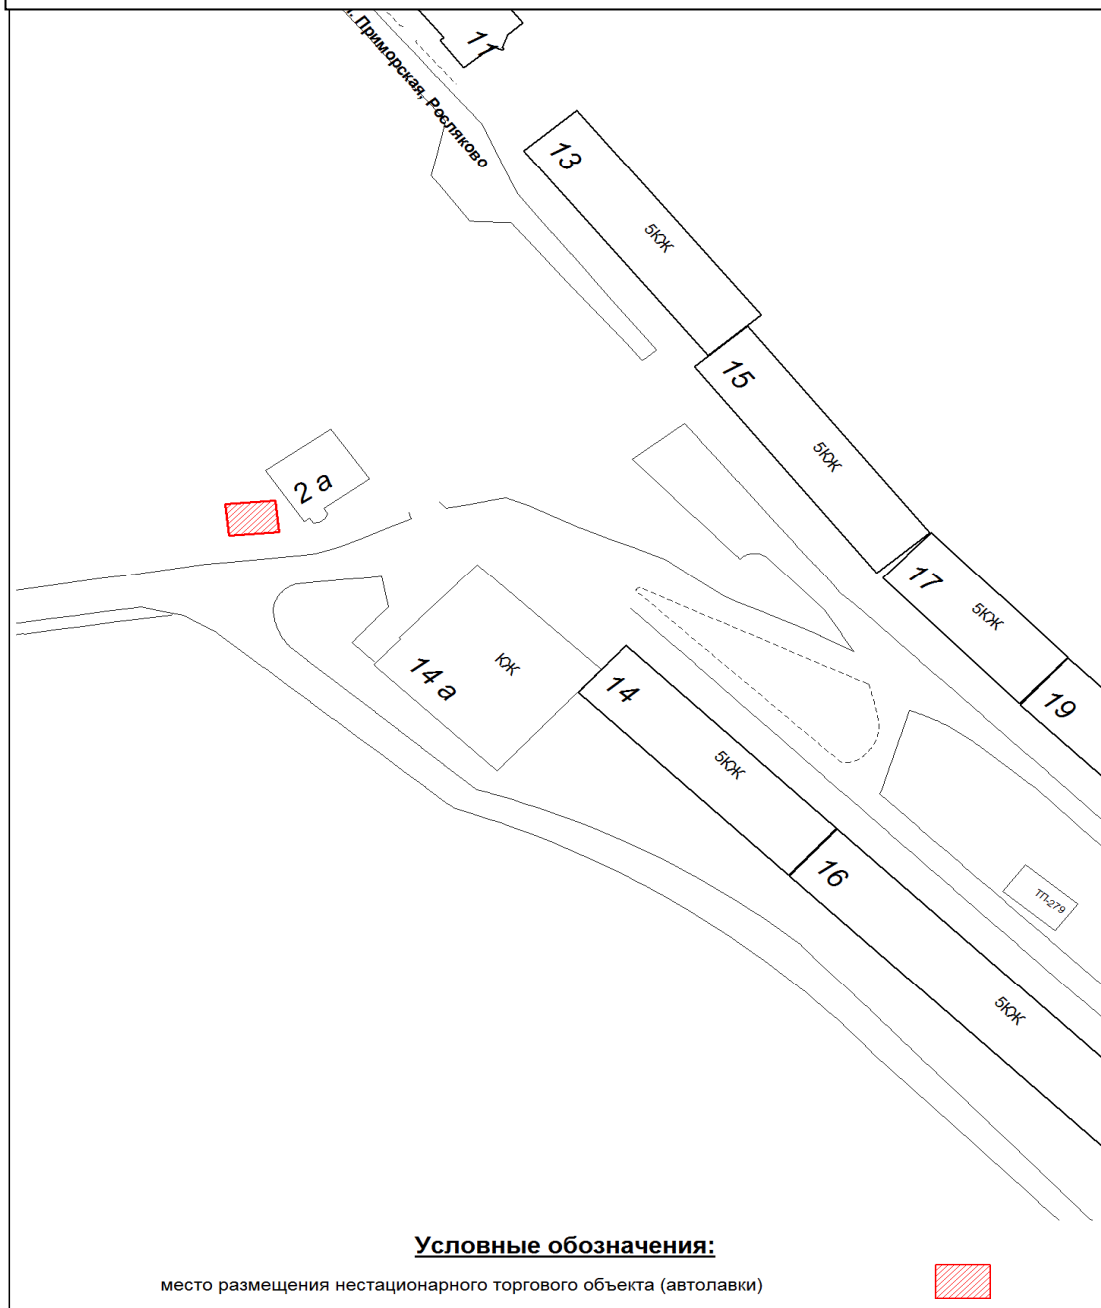 11
. Приморская, Росляково
13
5КЖ
15
5КЖ
2 а
17
5КЖ
14 а
КЖ
14
19
5КЖ
16
ТП-279
5КЖ
Условные обозначения:
место размещения нестационарного торгового объекта (автолавки)